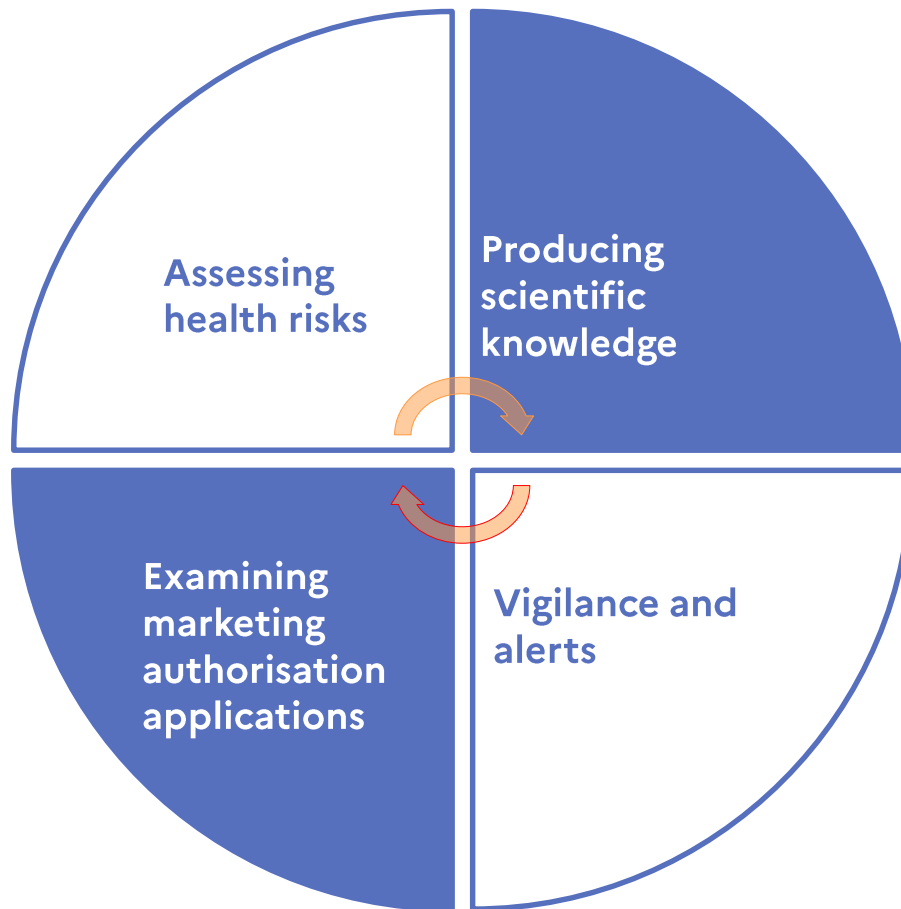 Assessing
health risks
Producing
scientific
knowledge
Examining
marketing
authorisation
applications
Vigilance and
alerts